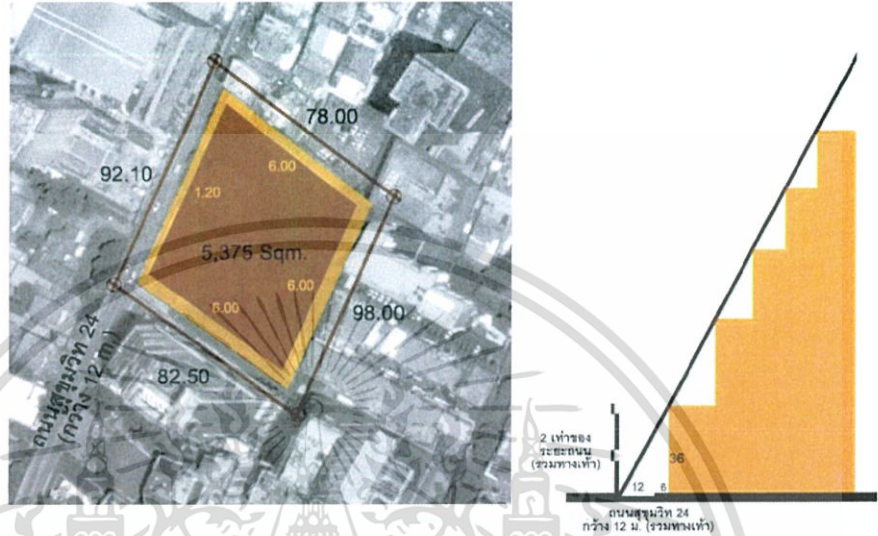 78.00
92.10
6.00
1.20
5,375 Sqm.
6.00
6.00
98.00
82.50
ถนนสุขุมวิท 24
(กว้าง 12 m)
2 เท่าของ
ระยะถนน
(รวมทางเท้า)
36
12 6
ถนนสุขุมวิท 24
กว้าง 12 ม. (รวมทางเท้า)